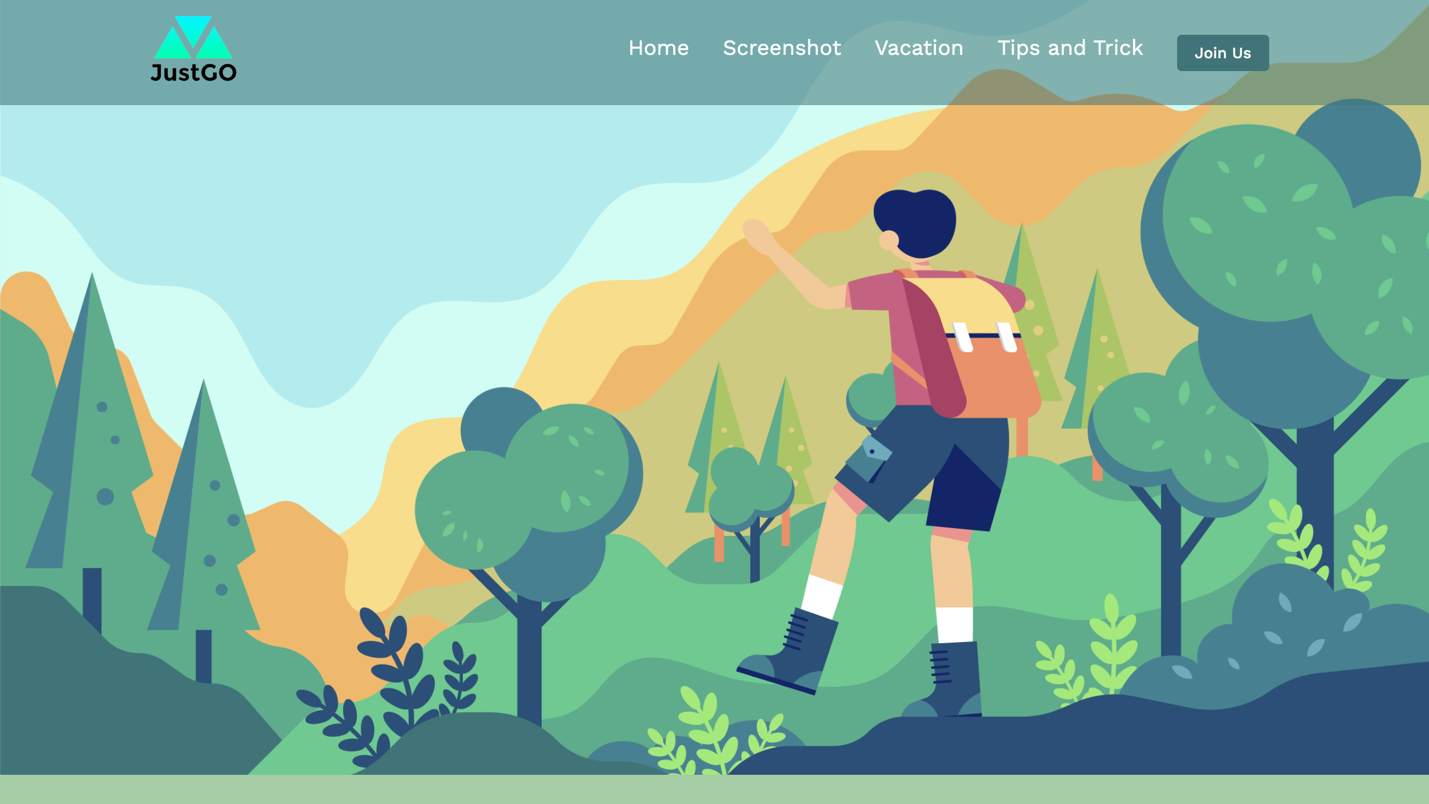 JustGO
Home
Screenshot
Vacation
Tips and Trick
Join Us